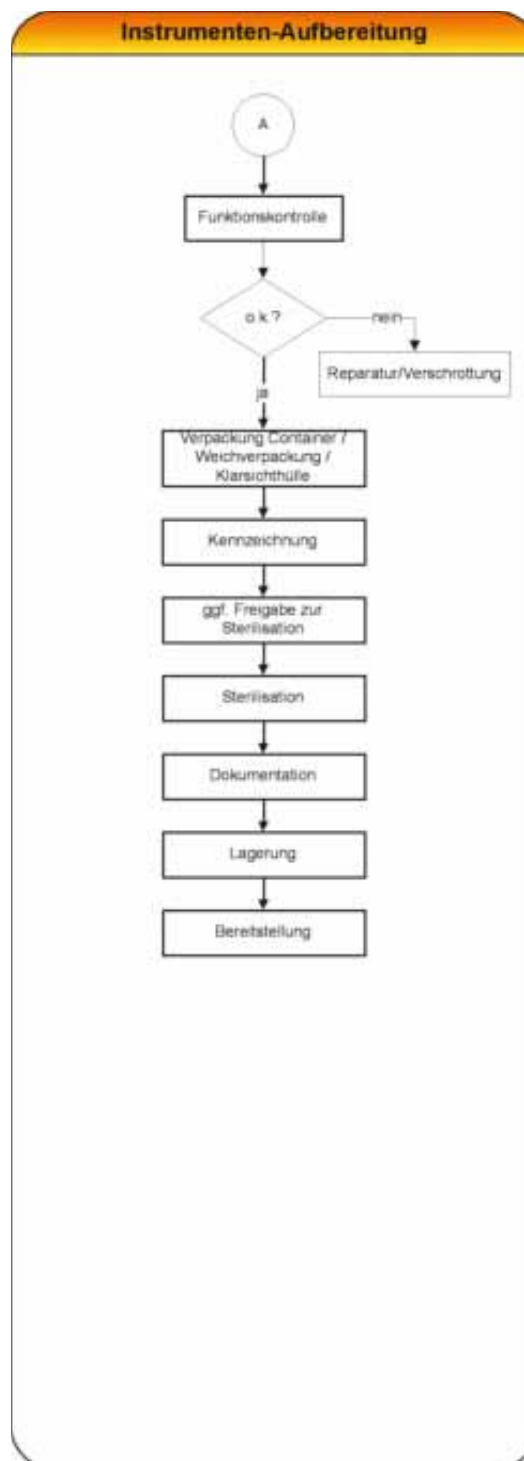 Instrumenten-Aufbereitung
A
Funktionskontrolle
o.k.?
nein
Reparatur/Verschrottung
ja
Verpackung Container /
Weichverpackung /
Klarsichthülle
Kennzeichnung
ggf. Freigabe zur
Sterilisation
Sterilisation
Dokumentation
Lagerung
Bereitstellung